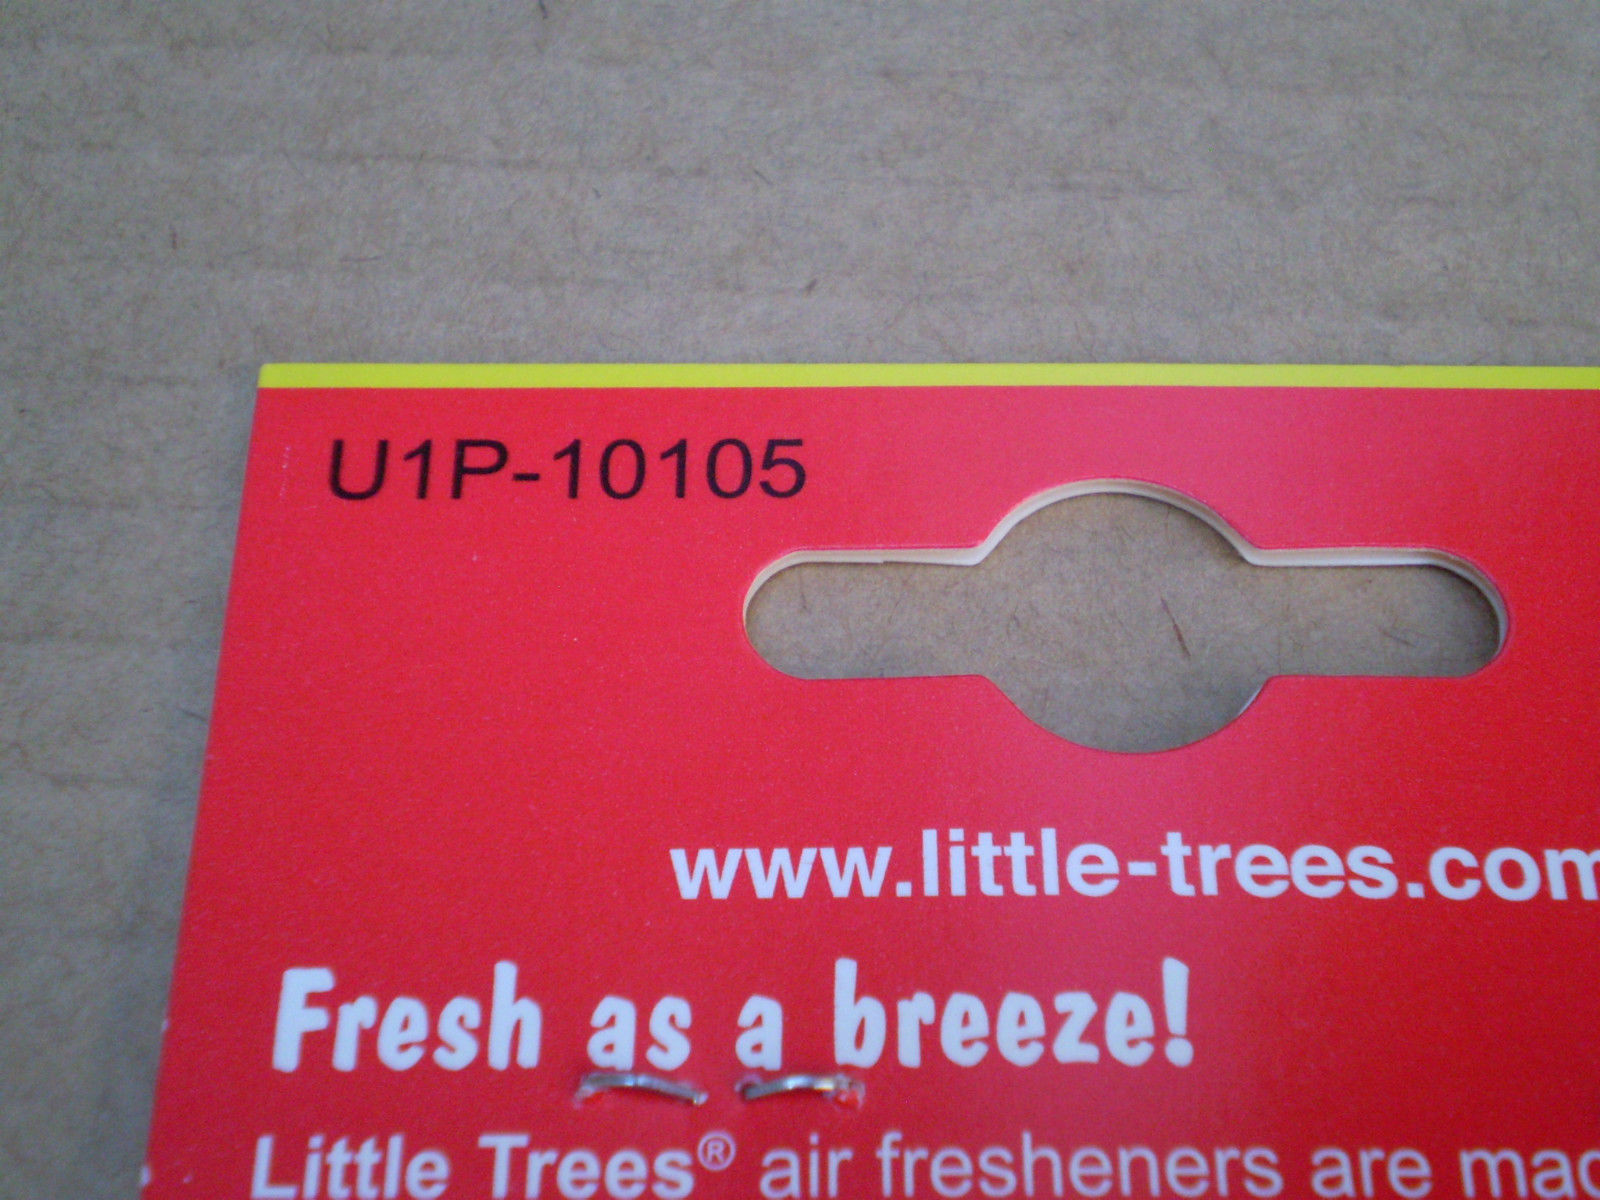 U1P-10105
www.little-trees.com
Fresh as a breeze!
Little Trees® air fresheners are